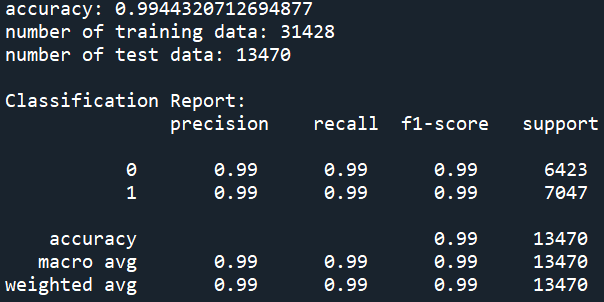 accuracy: 0.9944320712694877
number of training data: 31428
number of test data: 13470
Classification Report:
precision recall f1-score support
0 0.99 0.99 0.99 6423
1 0.99 0.99 0.99 7047
accuracy 0.99 13470
macro avg 0.99 0.99 0.99 13470
weighted avg 0.99 0.99 0.99 13470